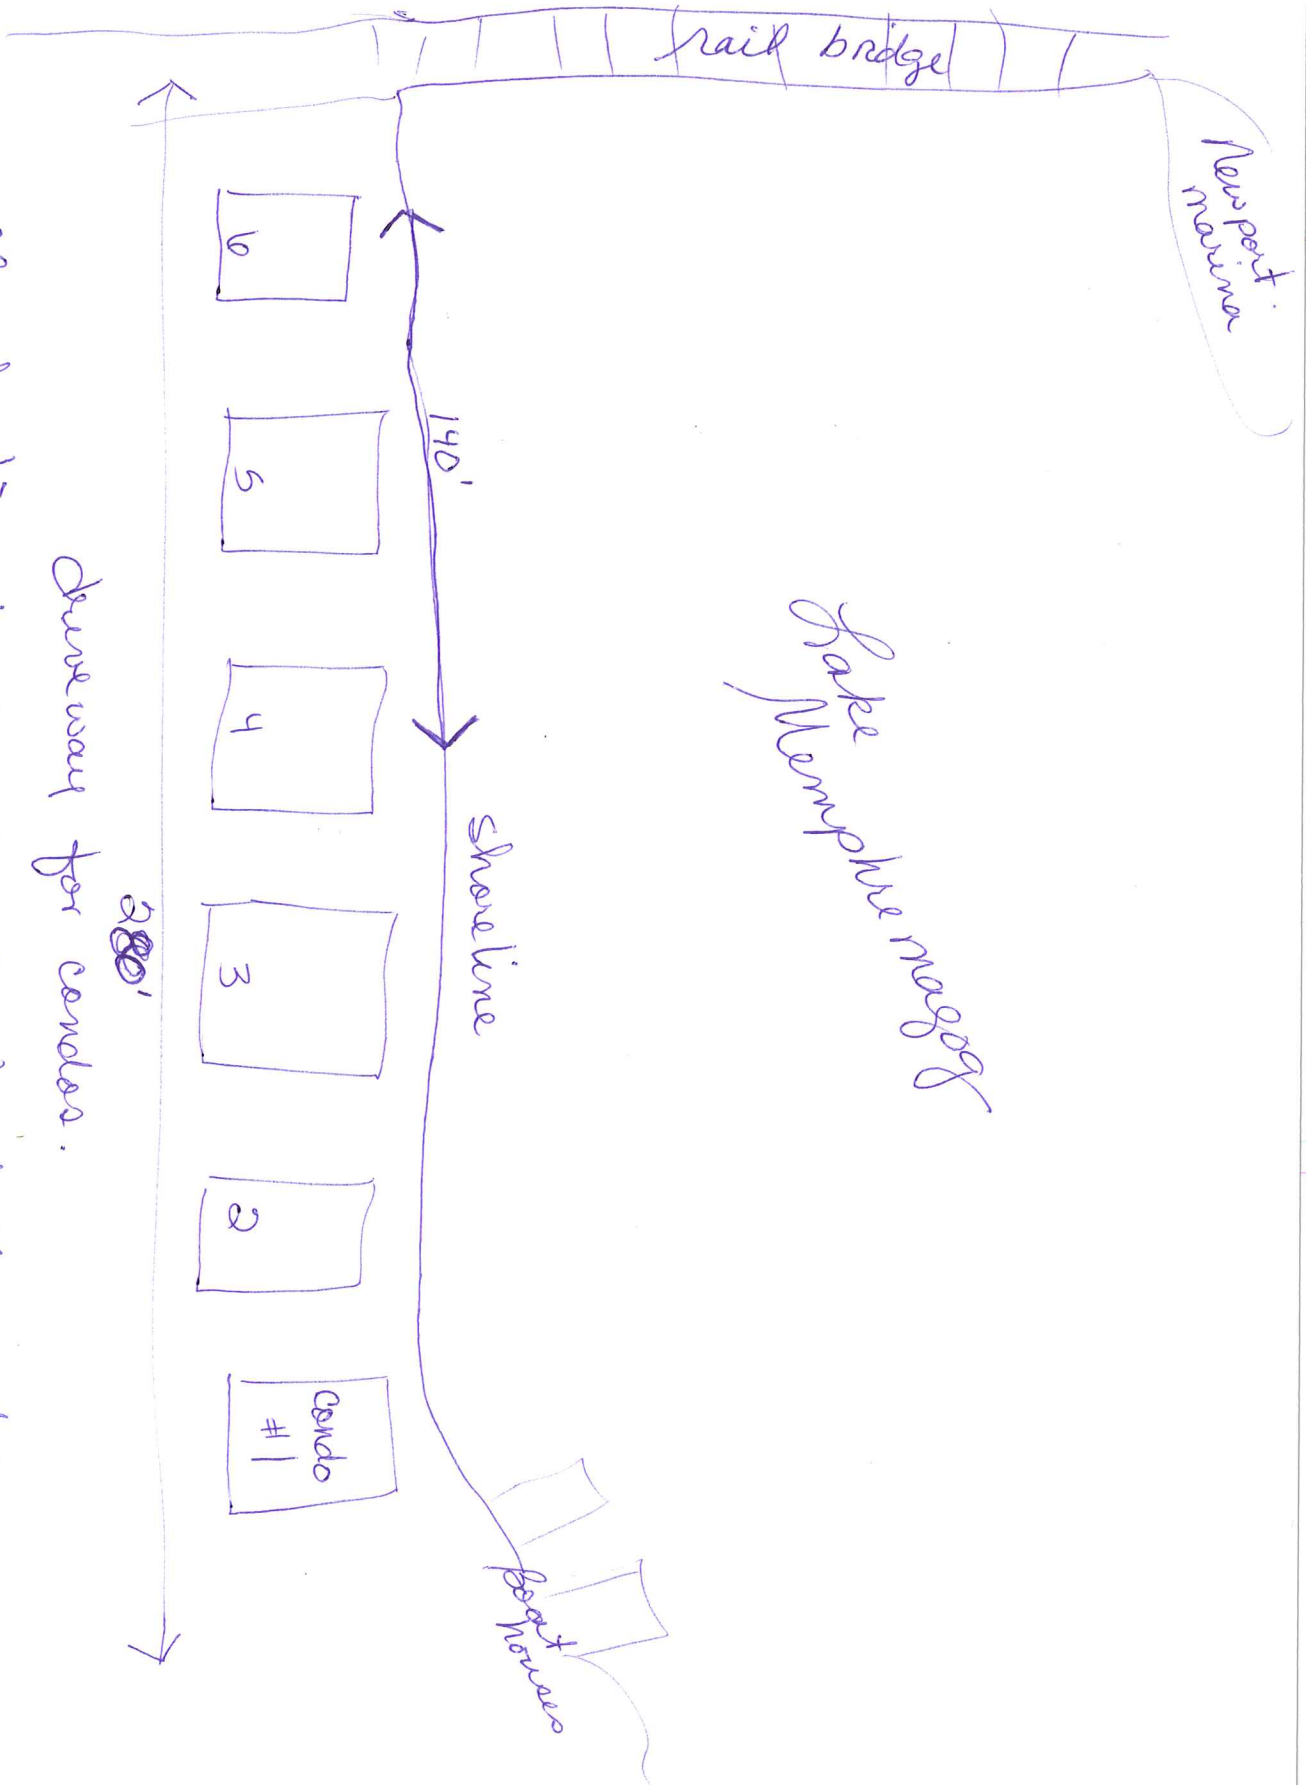 rail bridge
Newport
marina
6
5
4
3
2
Condo
#1
140'
shoreline
Lake
Memphremagog
boat
houses
280'
driveway for condos.